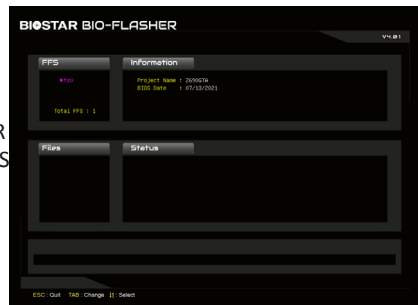 BIOSTAR BIO-FLASHER
V4.01
FFS
Information
Project Name : Z690GTA
BIOS Date : 07/13/2021
Total FFS : 1
R
S
Files
Status
ESC : Quit TAB : Change : Select